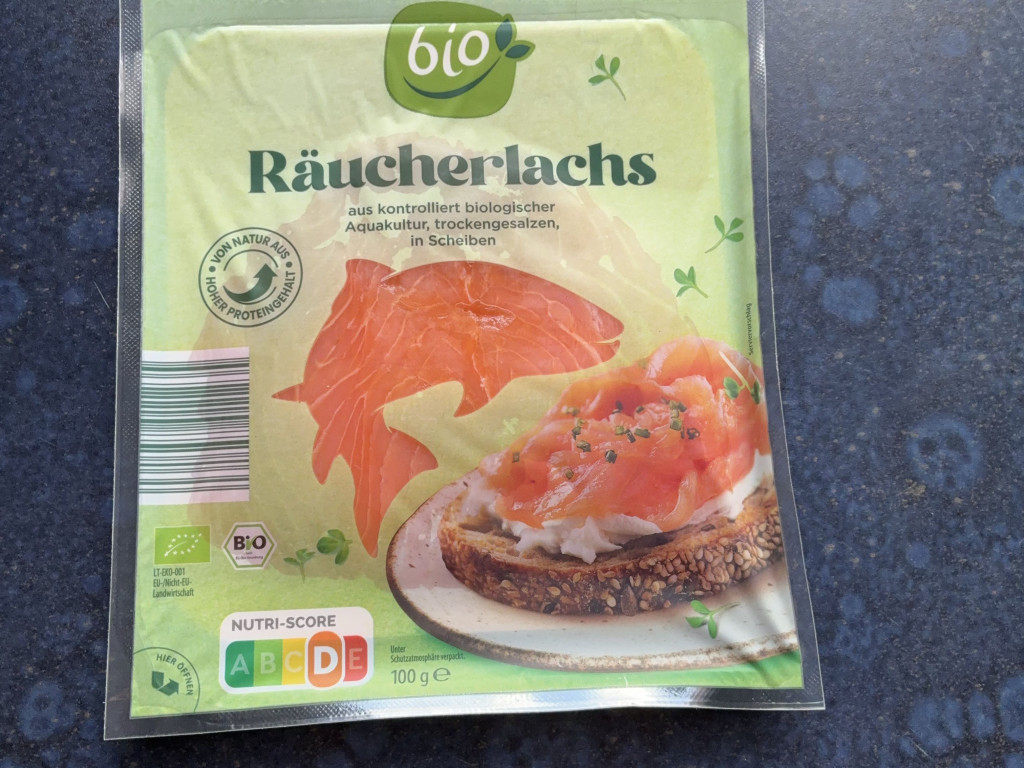 bio
Räucherlachs
aus kontrolliert biologischer
Aquakultur, trockengesalzen,
in Scheiben
• VON NATUR AUS •
HOHER PROTEINGEHALT
Serviervorschlag
BiO
LT-EKO-001
EU-/Nicht-EU-
Landwirtschaft
NUTRI-SCORE
A B C D E
Unter
Schutzatmosphäre verpackt.
100 g ℮
HIER ÖFFNEN